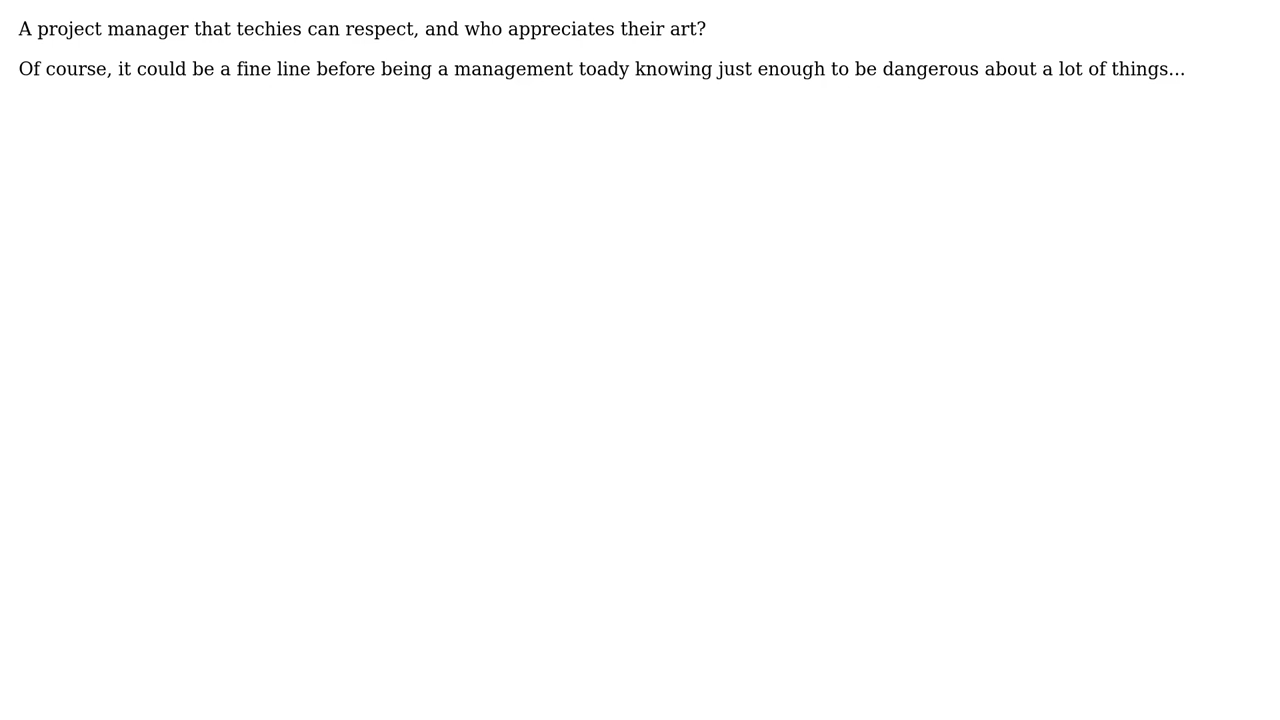 A project manager that techies can respect, and who appreciates their art?
Of course, it could be a fine line before being a management toady knowing just enough to be dangerous about a lot of things...